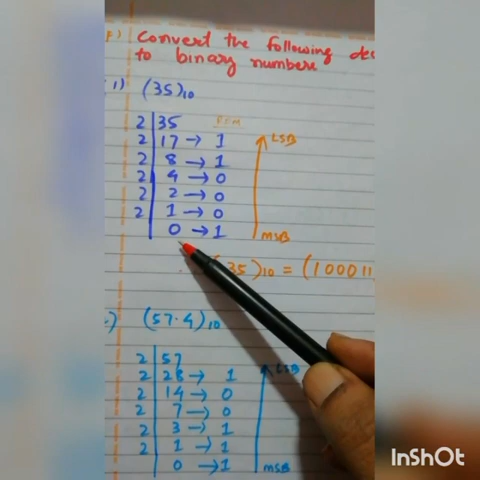 Convert the following dec
to binary numbers
1) (35)₁₀
2 35 Rem
2 17 → 1 LSB
2 8 → 1
2 4 → 0
2 2 → 0
2 1 → 0
0 → 1 MSB
35)₁₀ = (100011
(57.4)₁₀
2 57
2 28 → 1 LSB
2 14 → 0
2 7 → 0
2 3 → 1
2 1 → 1
0 → 1 MSB
InShOt